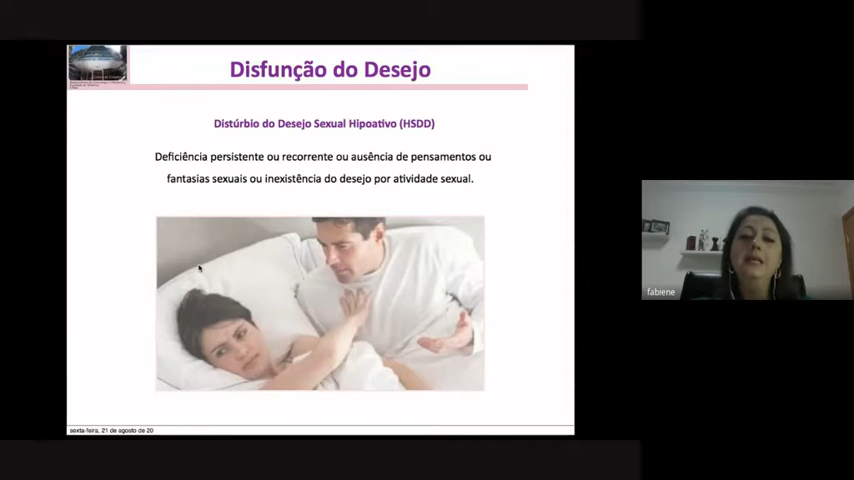 Disfunção do Desejo
Distúrbio do Desejo Sexual Hipoativo (HSDD)
Deficiência persistente ou recorrente ou ausência de pensamentos ou
fantasias sexuais ou inexistência do desejo por atividade sexual.
fabiene
sexta-feira, 21 de agosto de 20